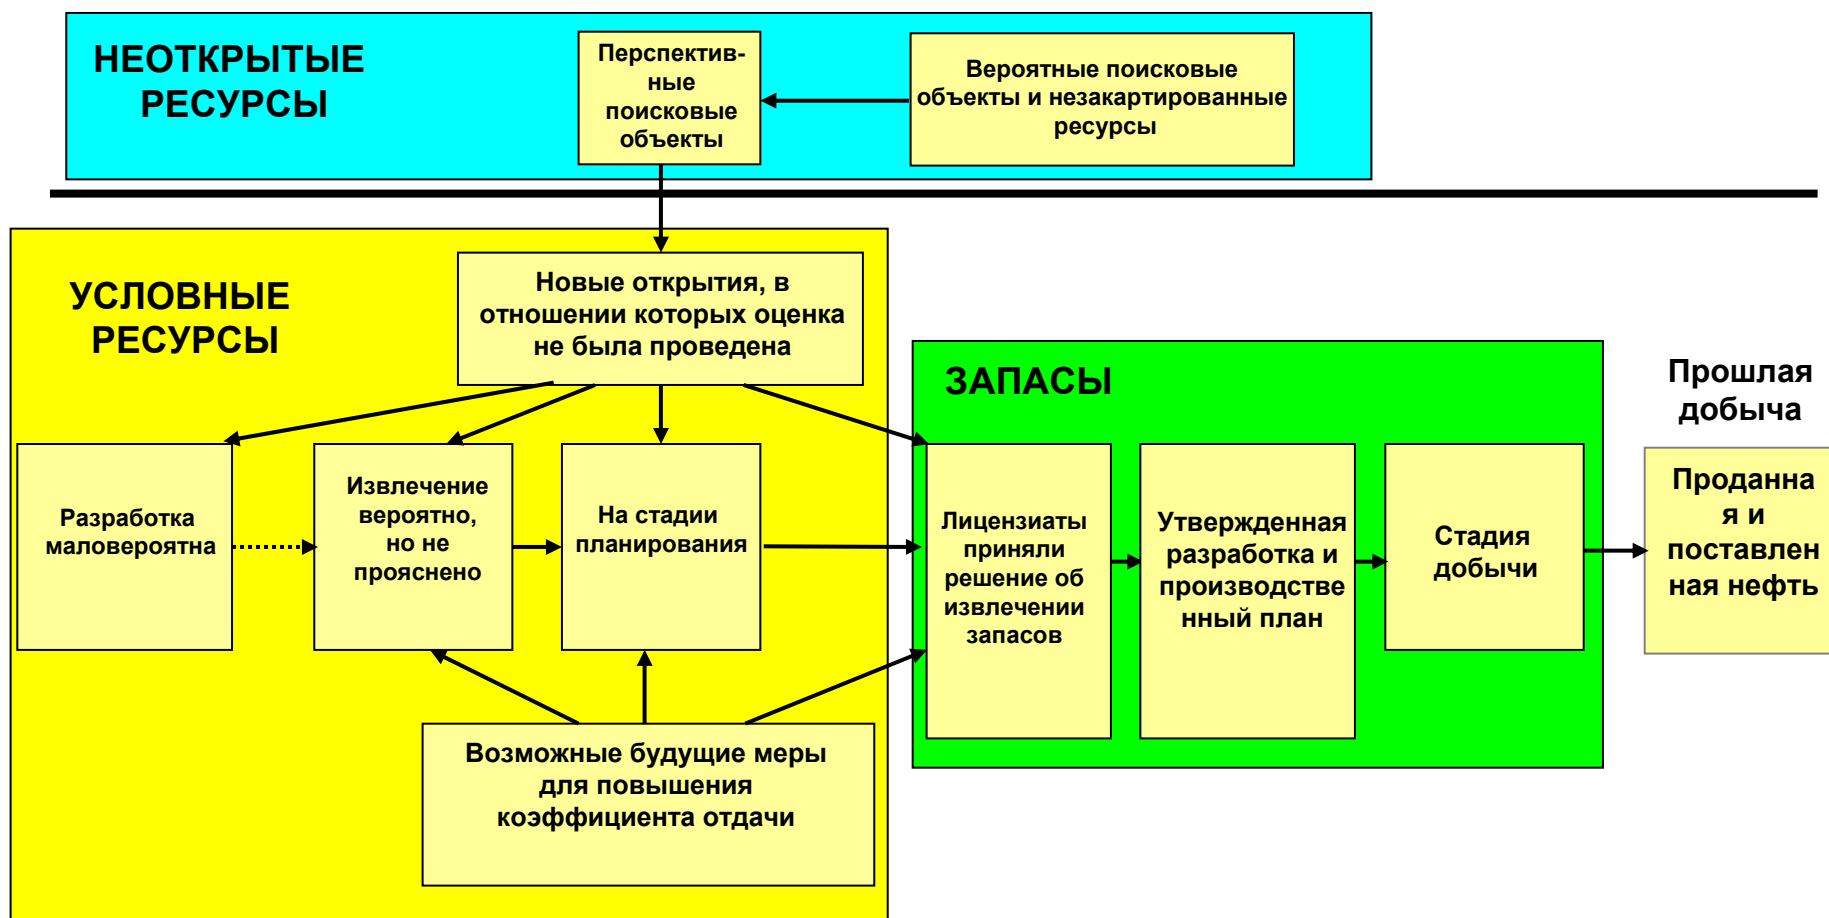 НЕОТКРЫТЫЕ
РЕСУРСЫ
Перспектив-
ные
поисковые
объекты
Вероятные поисковые
объекты и незакартированные
ресурсы
УСЛОВНЫЕ
РЕСУРСЫ
Новые открытия, в
отношении которых оценка
не была проведена
ЗАПАСЫ
Прошлая
добыча
Разработка
маловероятна
Извлечение
вероятно,
но не
прояснено
На стадии
планирования
Лицензиаты
приняли
решение об
извлечении
запасов
Утвержденная
разработка и
производстве
нный план
Стадия
добычи
Проданна
я и
поставлен
ная нефть
Возможные будущие меры
для повышения
коэффициента отдачи